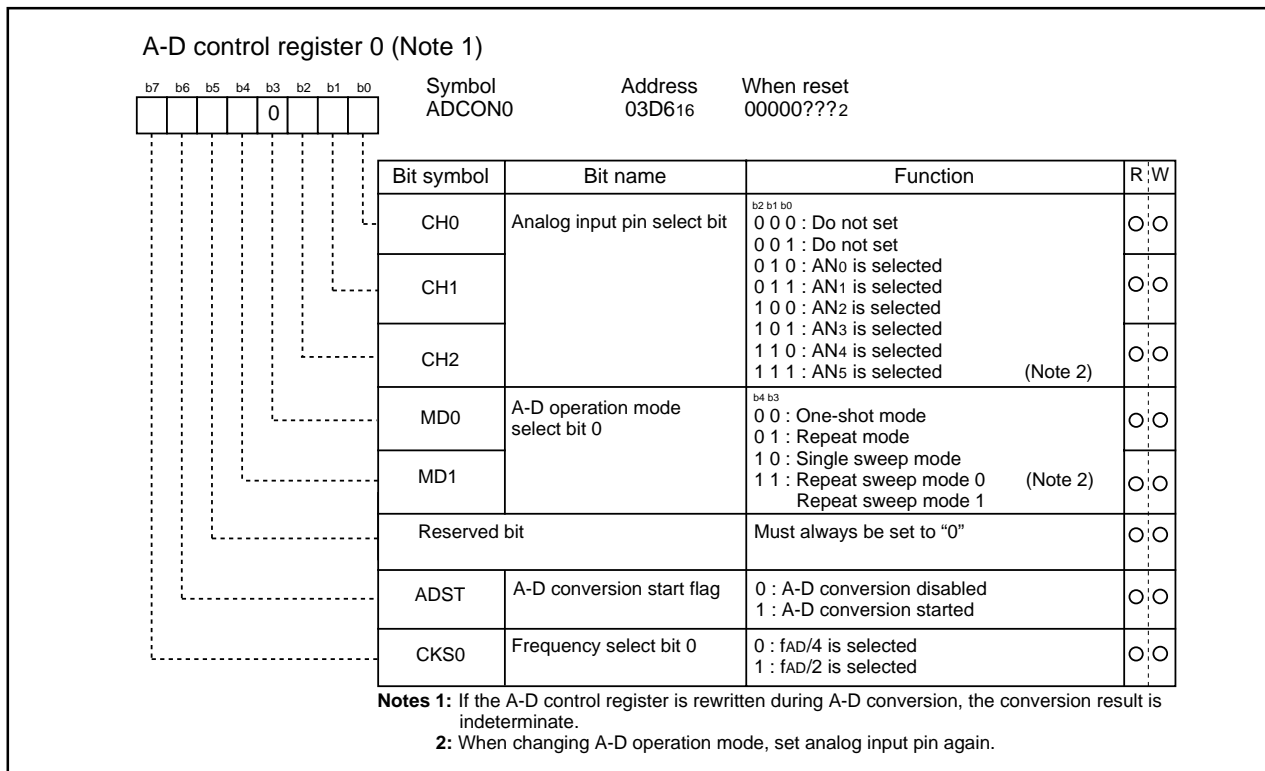 A-D control register 0 (Note 1)
b7 b6 b5 b4 b3 b2 b1 b0
0
Symbol Address When reset
ADCON0 03D616 00000???2
Bit symbol Bit name Function R W
CH0 Analog input pin select bit
b2 b1 b0
0 0 0 : Do not set
0 0 1 : Do not set
0 1 0 : AN0 is selected
CH1
0 1 1 : AN1 is selected
1 0 0 : AN2 is selected
1 0 1 : AN3 is selected
CH2
1 1 0 : AN4 is selected
1 1 1 : AN5 is selected (Note 2)
MD0 A-D operation mode
select bit 0
b4 b3
0 0 : One-shot mode
0 1 : Repeat mode
MD1
1 0 : Single sweep mode
1 1 : Repeat sweep mode 0 (Note 2)
Repeat sweep mode 1
Reserved bit Must always be set to “0”
ADST A-D conversion start flag 0 : A-D conversion disabled
1 : A-D conversion started
CKS0 Frequency select bit 0 0 : fAD/4 is selected
1 : fAD/2 is selected
Notes 1: If the A-D control register is rewritten during A-D conversion, the conversion result is
indeterminate.
2: When changing A-D operation mode, set analog input pin again.